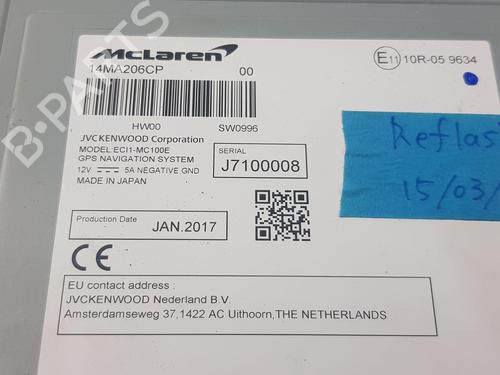 McLaren
14MA206CP 00
E11 10R-05 9634
HW00 SW0996
JVCKENWOOD Corporation
MODEL:ECI1-MC100E
GPS NAVIGATION SYSTEM
12V 5A NEGATIVE GND
MADE IN JAPAN
SERIAL
J7100008
Reflas
15/03/
Production Date JAN.2017
CE
EU contact address :
JVCKENWOOD Nederland B.V.
Amsterdamseweg 37,1422 AC Uithoorn,THE NETHERLANDS
B-PARTS